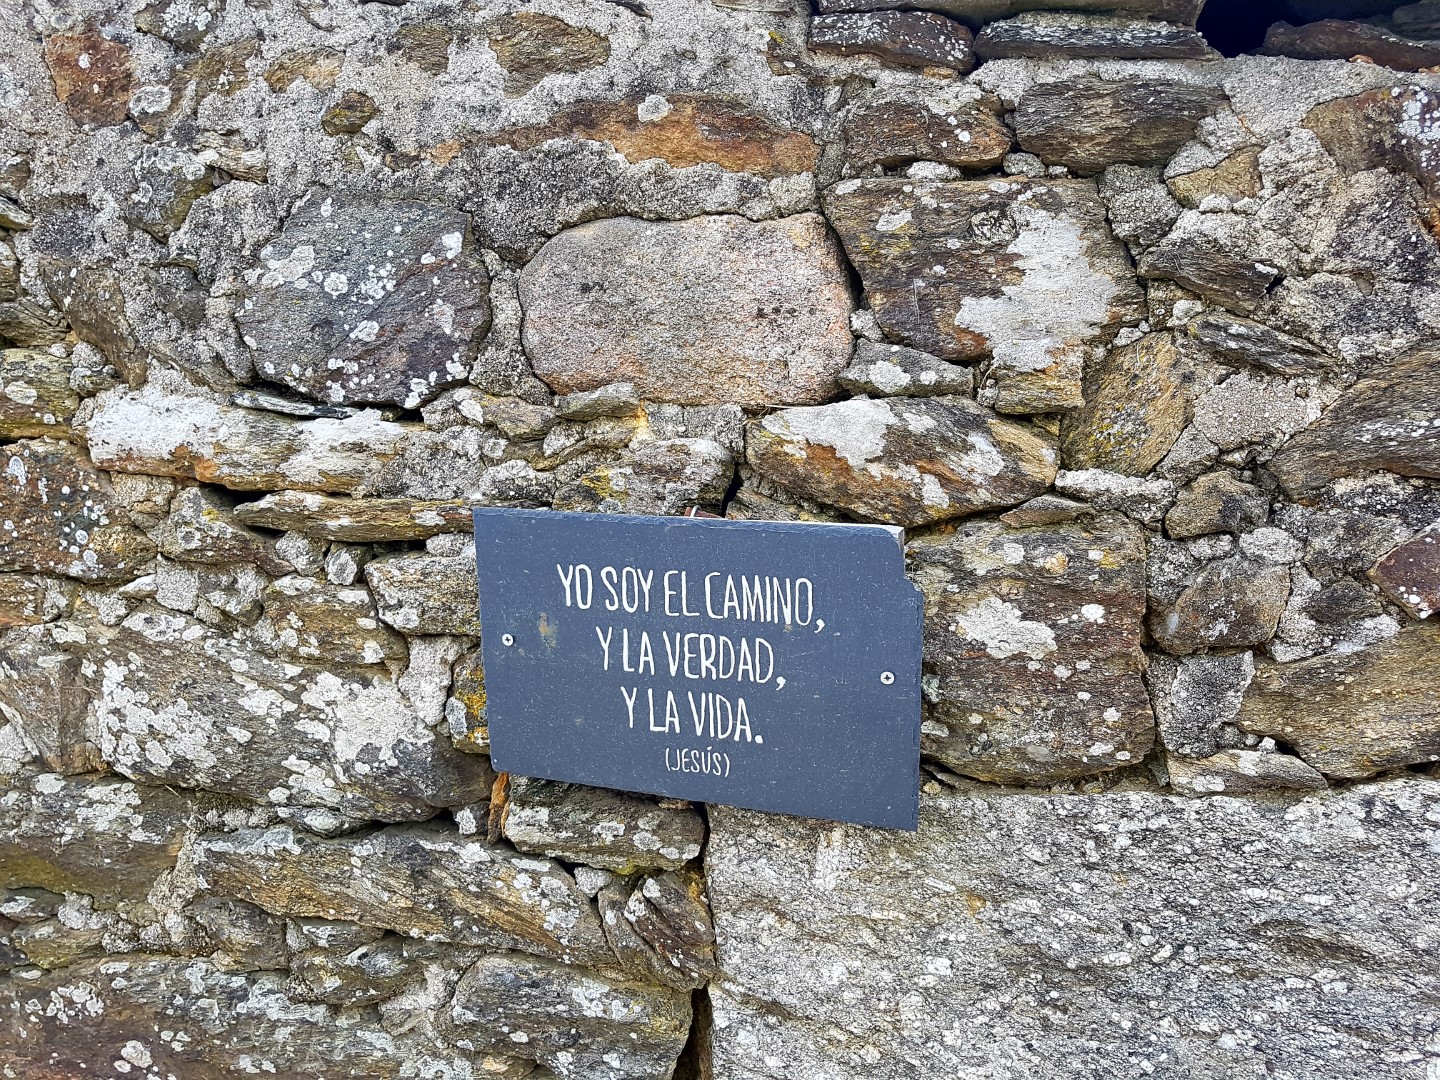 YO SOY EL CAMINO,
Y LA VERDAD,
Y LA VIDA.
(JESÚS)